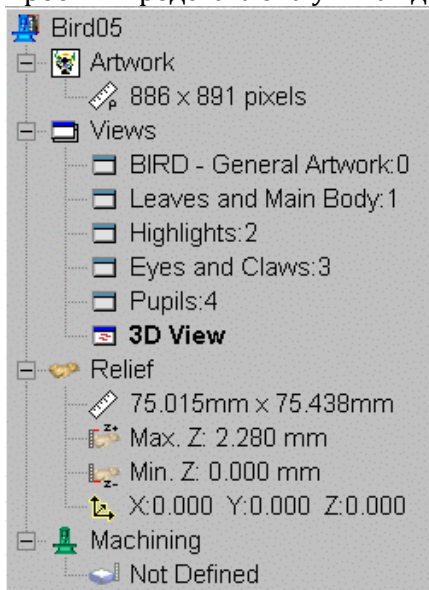 Bird05
Artwork
886 x 891 pixels
Views
BIRD - General Artwork:0
Leaves and Main Body:1
Highlights:2
Eyes and Claws:3
Pupils:4
3D View
Relief
75.015mm x 75.438mm
Max. Z: 2.280 mm
Min. Z: 0.000 mm
X:0.000 Y:0.000 Z:0.000
Machining
Not Defined